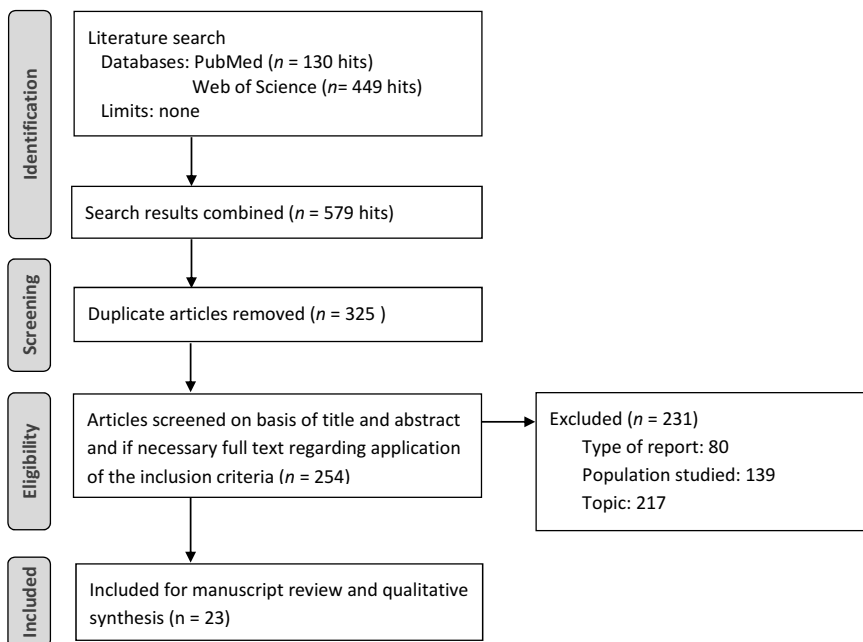 Identification
Literature search
Databases: PubMed (n = 130 hits)
Web of Science (n= 449 hits)
Limits: none
Search results combined (n = 579 hits)
Screening
Duplicate articles removed (n = 325 )
Eligibility
Articles screened on basis of title and abstract
and if necessary full text regarding application
of the inclusion criteria (n = 254)
Excluded (n = 231)
Type of report: 80
Population studied: 139
Topic: 217
Included
Included for manuscript review and qualitative
synthesis (n = 23)